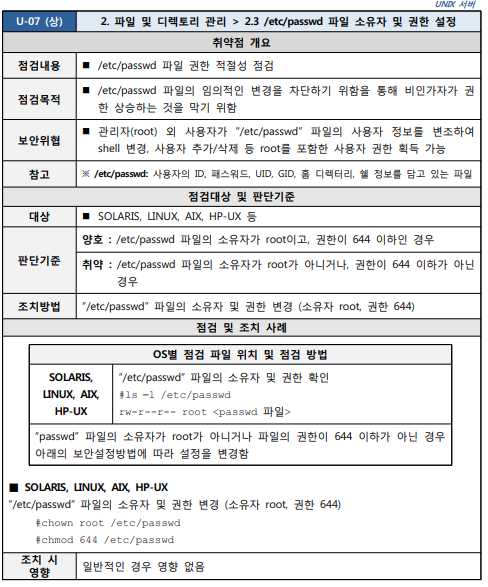 UNIX 서버
U-07 (상) 2. 파일 및 디렉토리 관리 > 2.3 /etc/passwd 파일 소유자 및 권한 설정
취약점 개요
점검내용 ■ /etc/passwd 파일 권한 적절성 점검
점검목적 ■ /etc/passwd 파일의 임의적인 변경을 차단하기 위함을 통해 비인가자가 권
한 상승하는 것을 막기 위함
보안위협 ■ 관리자(root) 외 사용자가 "/etc/passwd" 파일의 사용자 정보를 변조하여
shell 변경, 사용자 추가/삭제 등 root를 포함한 사용자 권한 획득 가능
참고 ※ /etc/passwd: 사용자의 ID, 패스워드, UID, GID, 홈 디렉터리, 쉘 정보를 담고 있는 파일
점검대상 및 판단기준
대상 ■ SOLARIS, LINUX, AIX, HP-UX 등
판단기준 양호 : /etc/passwd 파일의 소유자가 root이고, 권한이 644 이하인 경우
취약 : /etc/passwd 파일의 소유자가 root가 아니거나, 권한이 644 이하가 아닌
경우
조치방법 "/etc/passwd" 파일의 소유자 및 권한 변경 (소유자 root, 권한 644)
점검 및 조치 사례
OS별 점검 파일 위치 및 점검 방법
SOLARIS,
LINUX, AIX,
HP-UX
"/etc/passwd" 파일의 소유자 및 권한 확인
#ls –l /etc/passwd
rw-r--r-- root <passwd 파일>
"passwd" 파일의 소유자가 root가 아니거나 파일의 권한이 644 이하가 아닌 경우
아래의 보안설정방법에 따라 설정을 변경함
■ SOLARIS, LINUX, AIX, HP-UX
"/etc/passwd" 파일의 소유자 및 권한 변경 (소유자 root, 권한 644)
#chown root /etc/passwd
#chmod 644 /etc/passwd
조치 시
영향
일반적인 경우 영향 없음